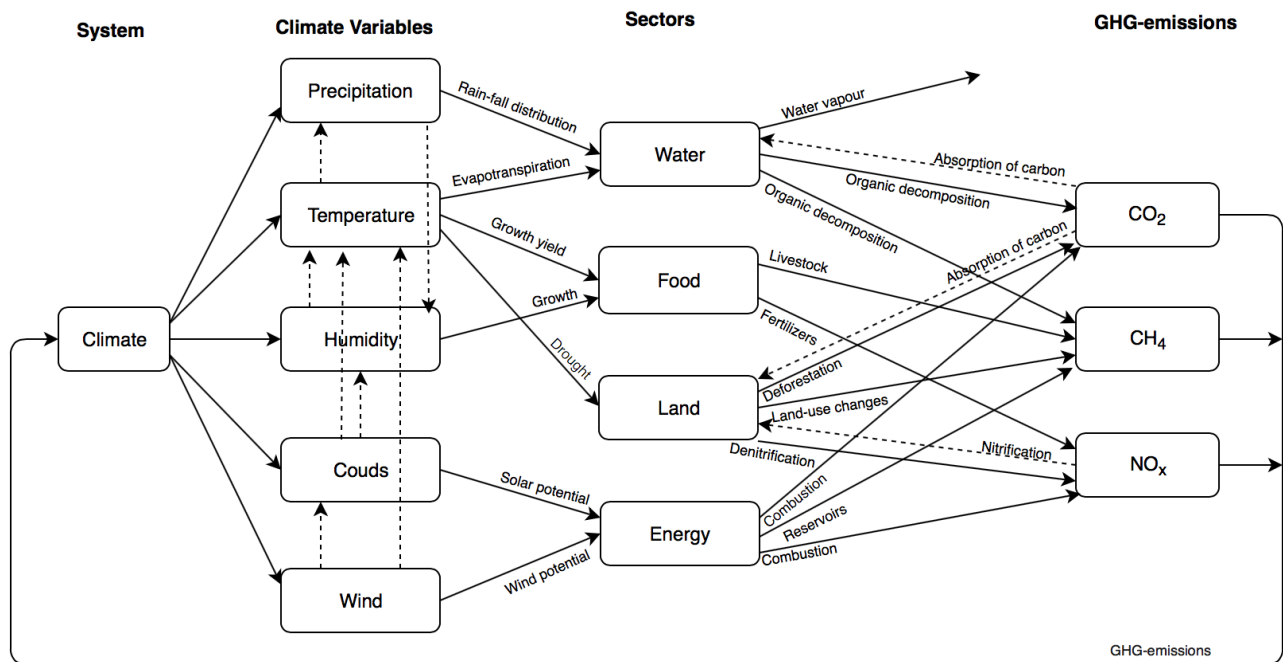 System
Climate Variables
Sectors
GHG-emissions
Climate
Precipitation
Temperature
Humidity
Couds
Wind
Rain-fall distribution
Evapotranspiration
Growth yield
Growth
Drought
Solar potential
Wind potential
Water
Food
Land
Energy
Water vapour
Absorption of carbon
Organic decomposition
Organic decomposition
Absorption of carbon
Livestock
Fertilizers
Deforestation
Land-use changes
Nitrification
Denitrification
Combustion
Reservoirs
Combustion
CO₂
CH₄
NOₓ
GHG-emissions